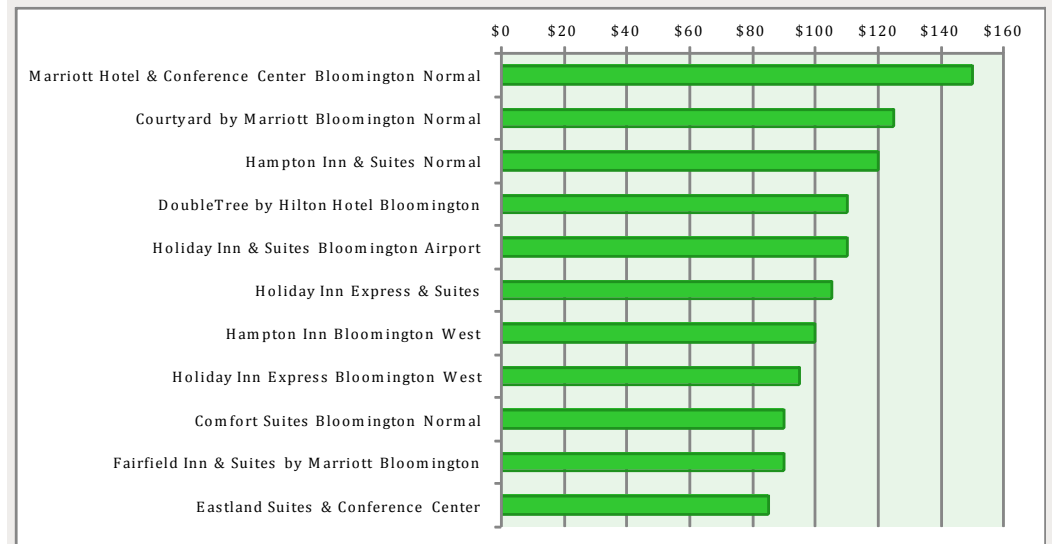 $0 $20 $40 $60 $80 $100 $120 $140 $160
Marriott Hotel & Conference Center Bloomington Normal
Courtyard by Marriott Bloomington Normal
Hampton Inn & Suites Normal
DoubleTree by Hilton Hotel Bloomington
Holiday Inn & Suites Bloomington Airport
Holiday Inn Express & Suites
Hampton Inn Bloomington West
Holiday Inn Express Bloomington West
Comfort Suites Bloomington Normal
Fairfield Inn & Suites by Marriott Bloomington
Eastland Suites & Conference Center